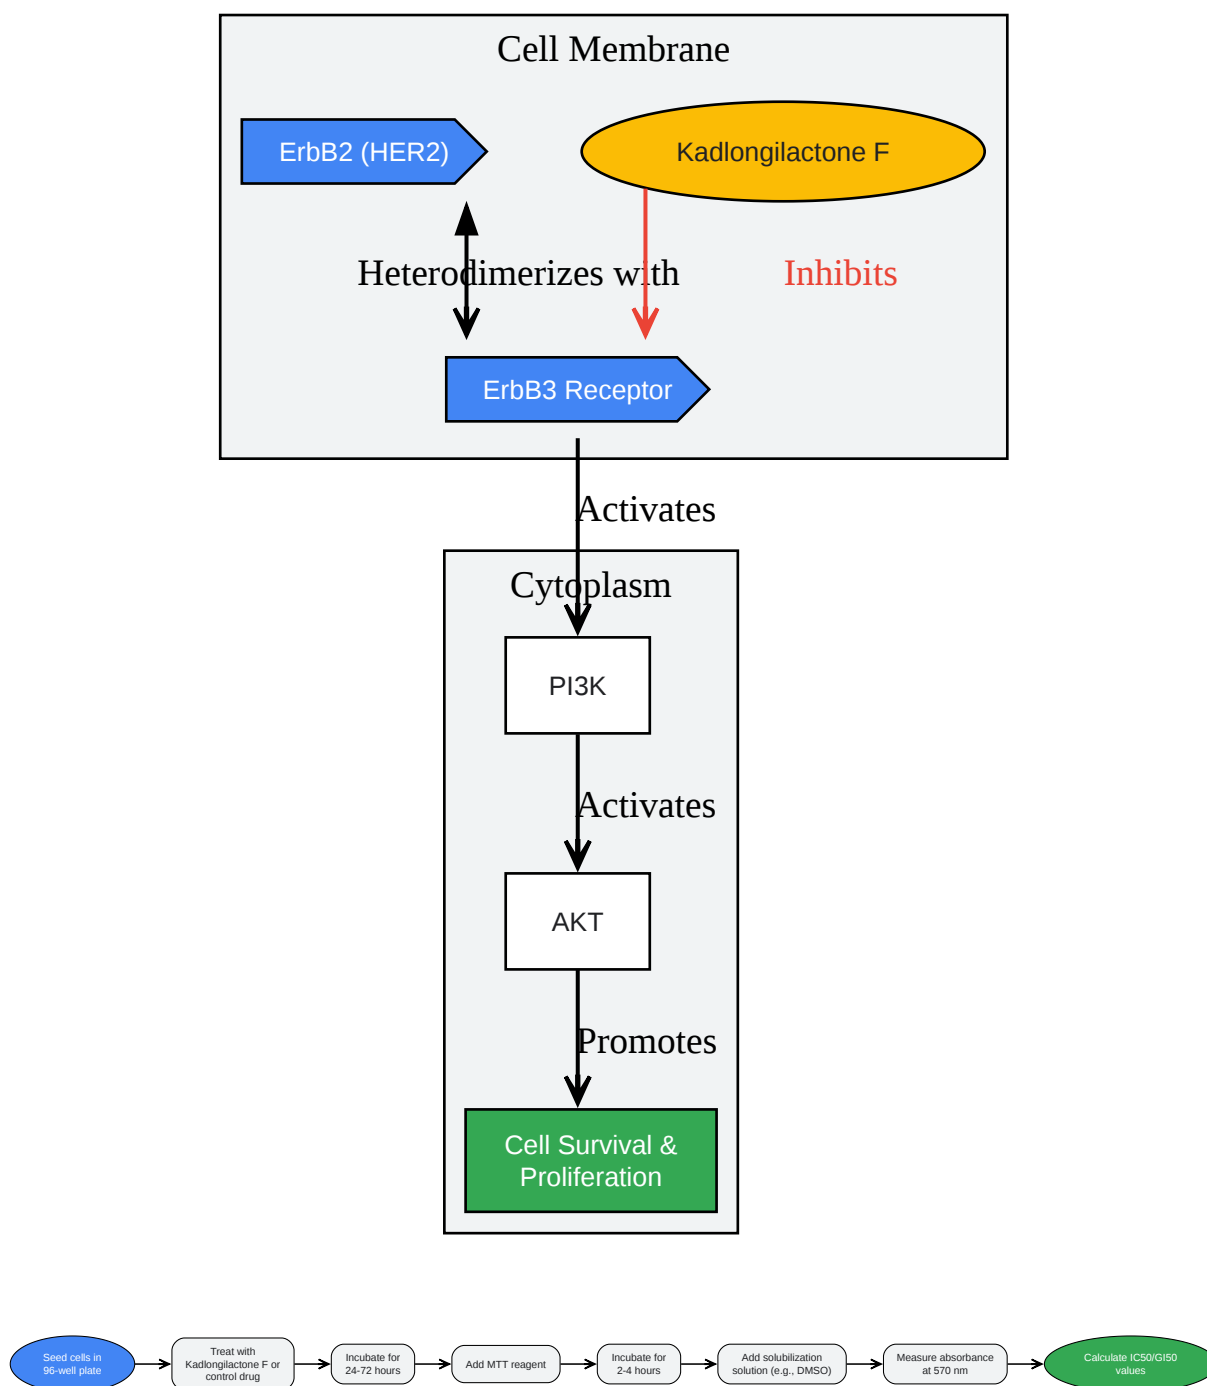 Cell Membrane
ErbB2 (HER2)
Kadlongilactone F
Heterodimerizes with
Inhibits
ErbB3 Receptor
Activates
Cytoplasm
PI3K
Activates
AKT
Promotes
Cell Survival &
Proliferation
Seed cells in
96-well plate
Treat with
Kadlongilactone F or
control drug
Incubate for
24-72 hours
Add MTT reagent
Incubate for
2-4 hours
Add solubilization
solution (e.g., DMSO)
Measure absorbance
at 570 nm
Calculate IC50/GI50
values